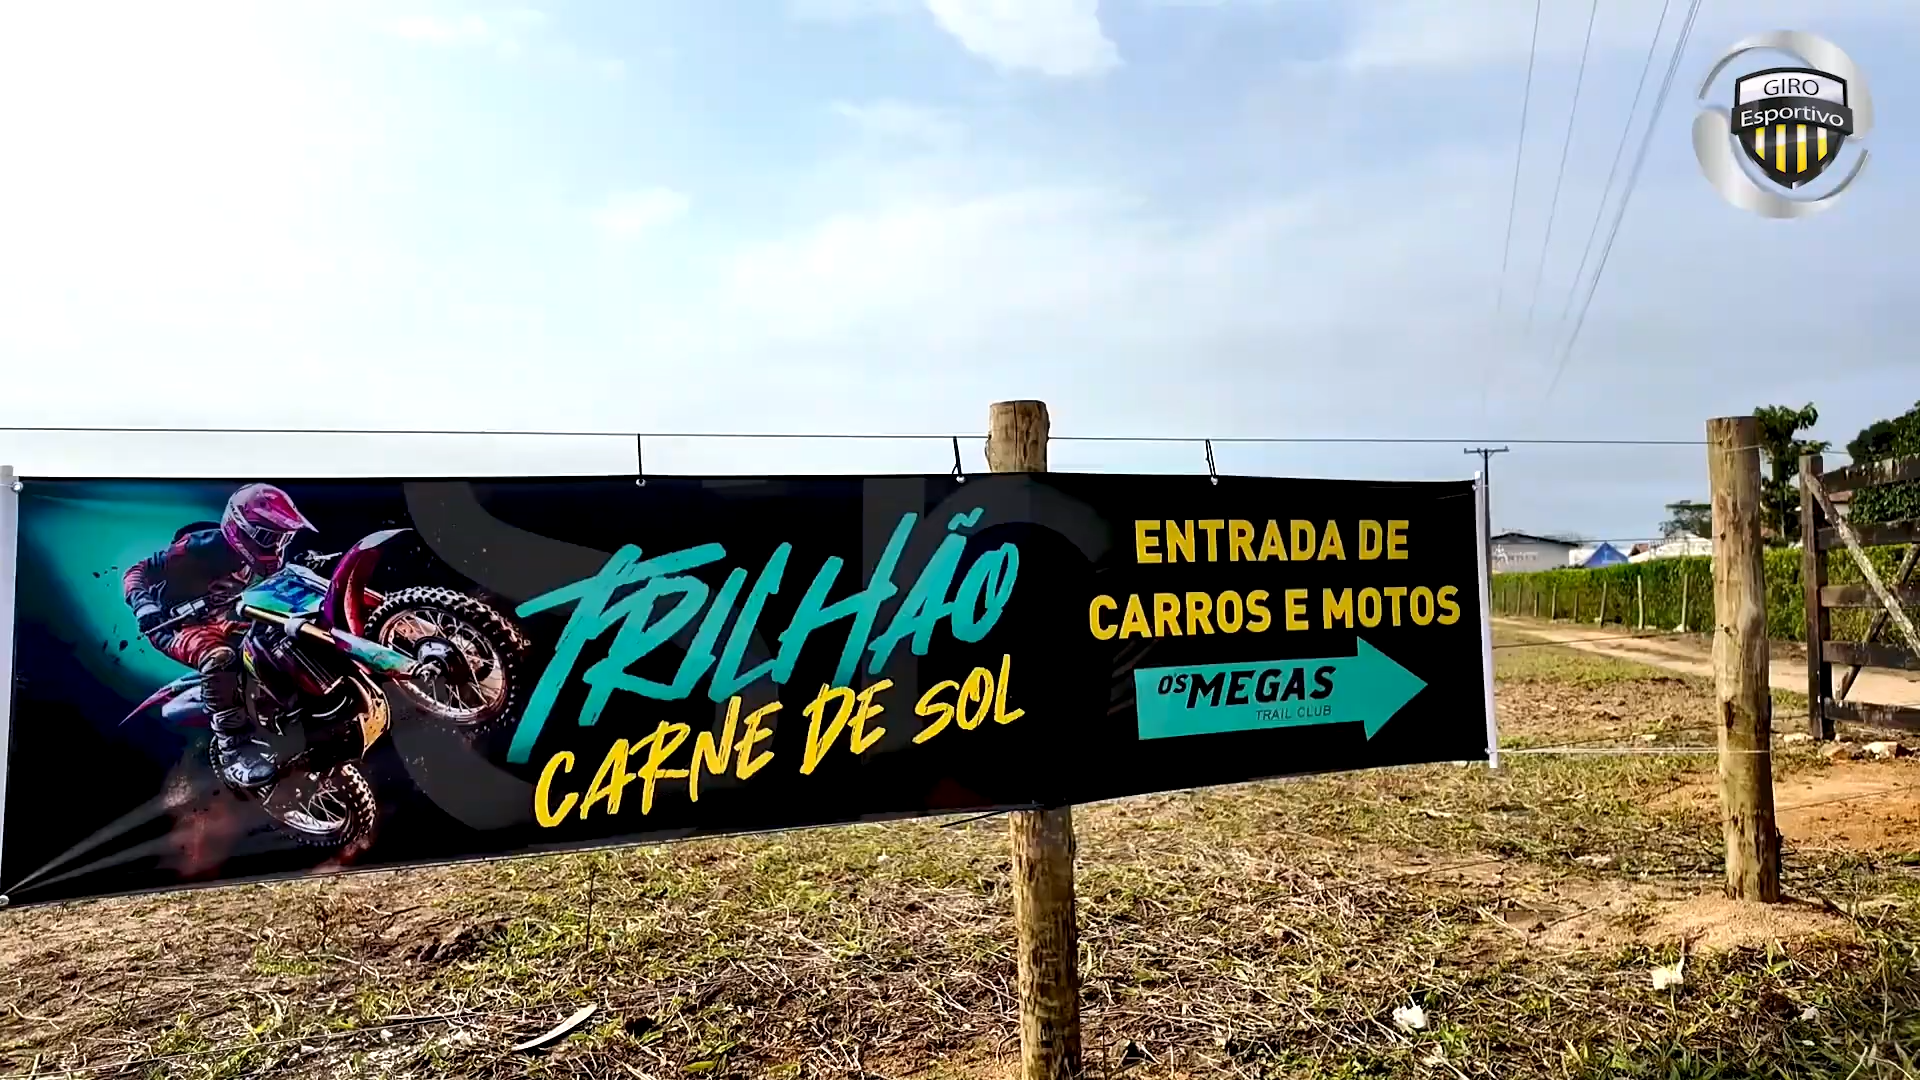 GIRO
Esportivo
TRILHÃO
CARNE DE SOL
ENTRADA DE
CARROS E MOTOS
OS MEGAS
TRAIL CLUB